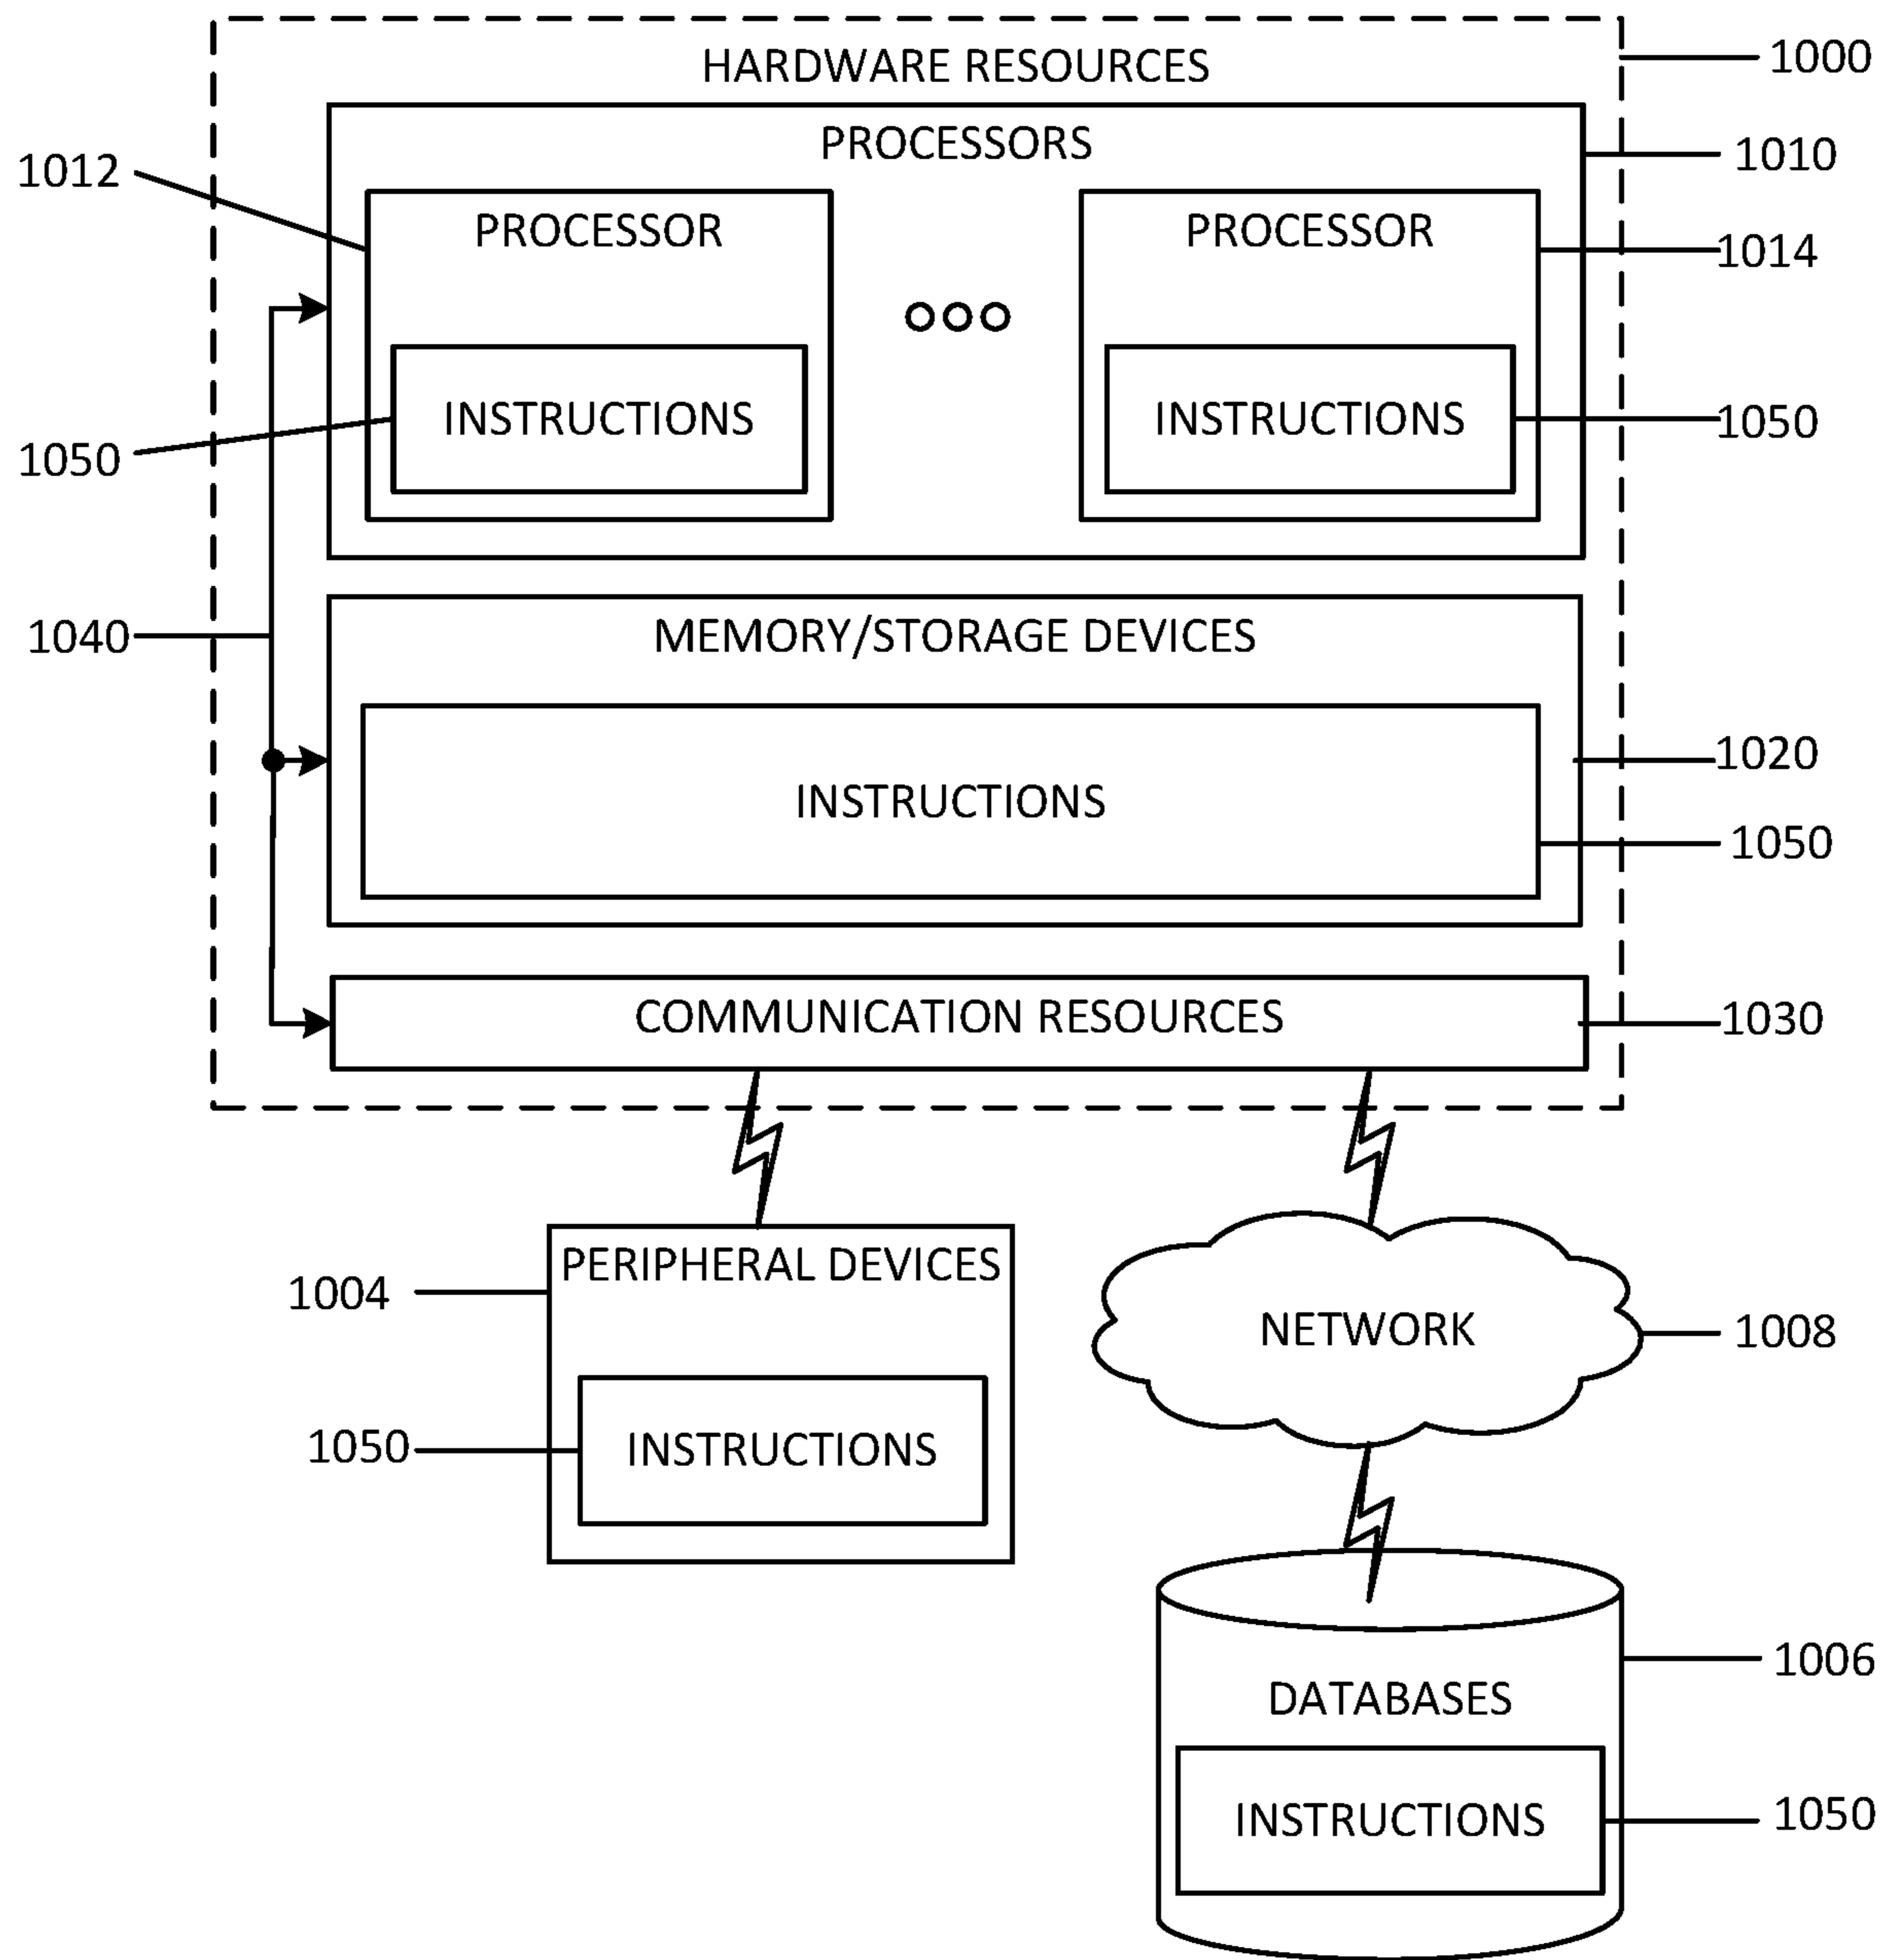 HARDWARE RESOURCES
1000
PROCESSORS
1010
1012
PROCESSOR
PROCESSOR
1014
INSTRUCTIONS
INSTRUCTIONS
1050
1050
1040
MEMORY/STORAGE DEVICES
1020
INSTRUCTIONS
1050
COMMUNICATION RESOURCES
1030
PERIPHERAL DEVICES
1004
NETWORK
1008
1050
INSTRUCTIONS
1006
DATABASES
INSTRUCTIONS
1050